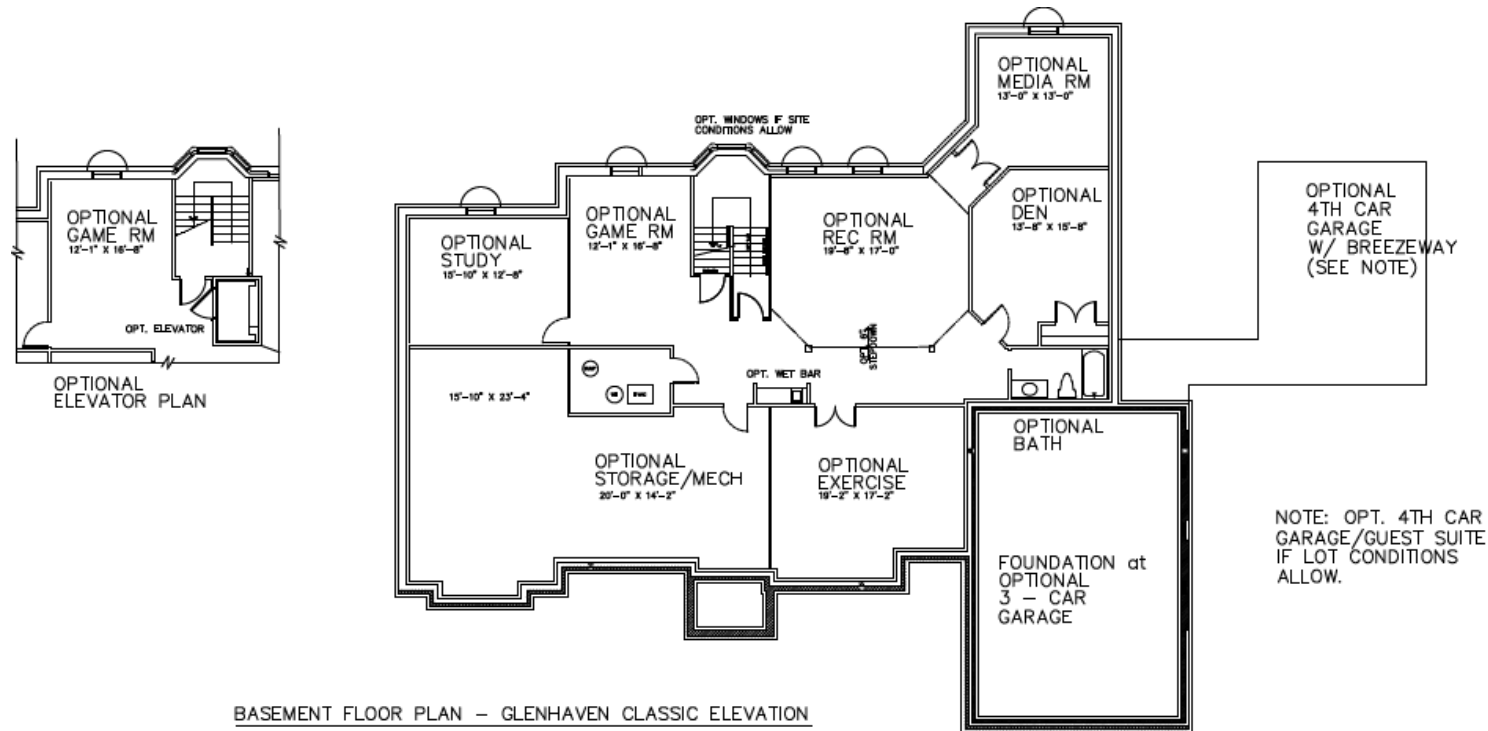 OPTIONAL
MEDIA RM
13'-0" X 13'-0"
OPT. WINDOWS IF SITE
CONDITIONS ALLOW
OPTIONAL
GAME RM
12'-1" X 16'-8"
OPT. ELEVATOR
OPTIONAL
ELEVATOR PLAN
OPTIONAL
STUDY
15'-10" X 12'-8"
OPTIONAL
GAME RM
12'-1" X 16'-8"
OPTIONAL
REC RM
19'-8" X 17'-0"
OPTIONAL
DEN
13'-8" X 15'-8"
OPTIONAL
4TH CAR
GARAGE
W/ BREEZEWAY
(SEE NOTE)
OPT. 6"
STEPDOWN
OPT. WET BAR
15'-10" X 23'-4"
OPTIONAL
STORAGE/MECH
20'-0" X 14'-2"
OPTIONAL
EXERCISE
19'-2" X 17'-2"
OPTIONAL
BATH
FOUNDATION at
OPTIONAL
3 - CAR
GARAGE
NOTE: OPT. 4TH CAR
GARAGE/GUEST SUITE
IF LOT CONDITIONS
ALLOW.
BASEMENT FLOOR PLAN - GLENHAVEN CLASSIC ELEVATION